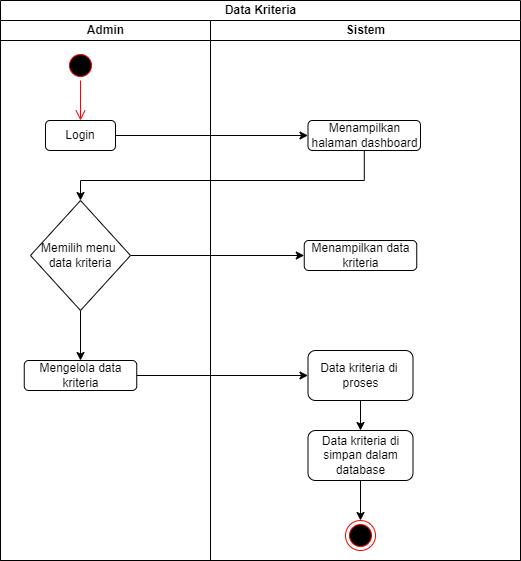 Data Kriteria
Admin
Sistem
Login
Menampilkan
halaman dashboard
Memilih menu
data kriteria
Menampilkan data
kriteria
Mengelola data
kriteria
Data kriteria di
proses
Data kriteria di
simpan dalam
database